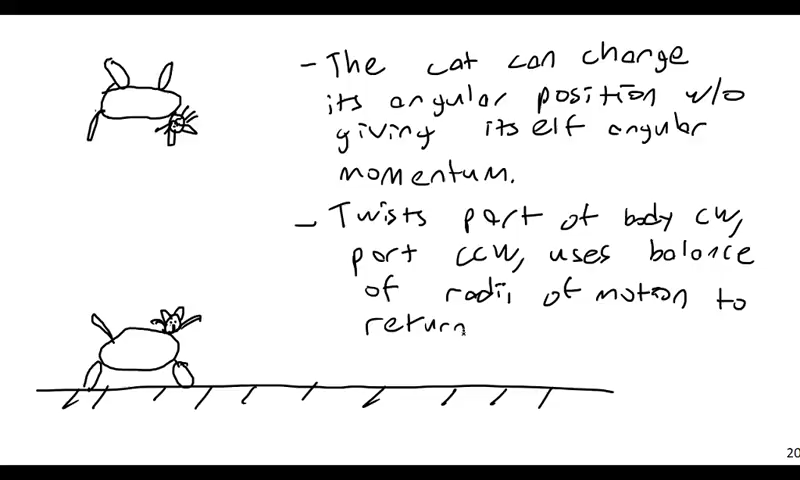 - The cat can change
its angular position w/o
giving itself angular
momentum.
- Twists part of body CW,
part CCW, uses balance
of radii of motion to
return
20